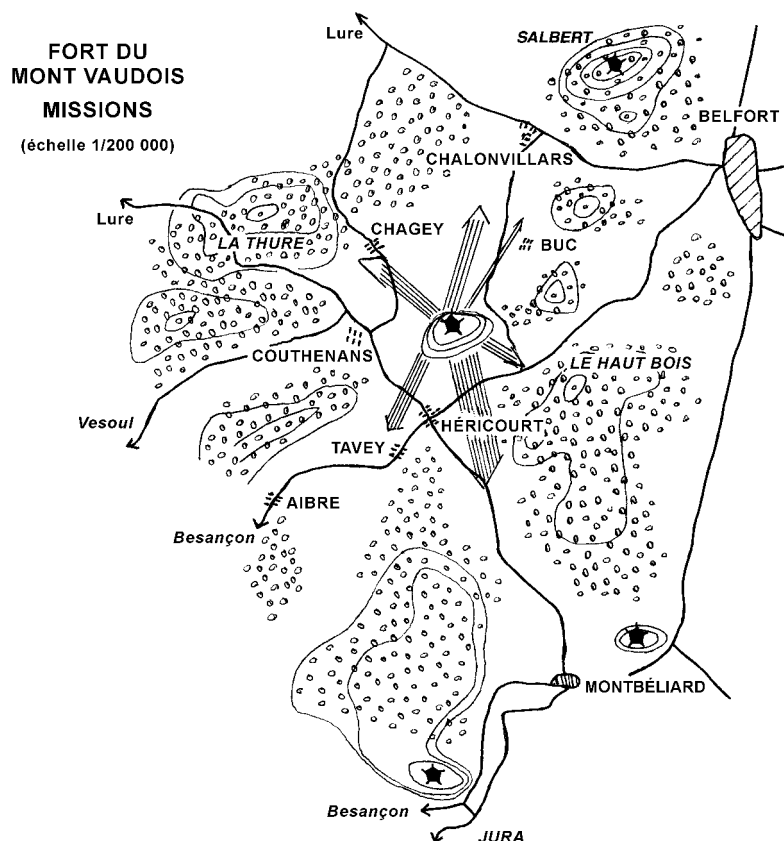 FORT DU
MONT VAUDOIS
MISSIONS
(échelle 1/200 000)
Lure
SALBERT
BELFORT
CHALONVILLARS
Lure
LA THURE
CHAGEY
BUC
COUTHENANS
LE HAUT BOIS
Vesoul
HÉRICOURT
TAVEY
AIBRE
Besançon
MONTBÉLIARD
Besançon
JURA